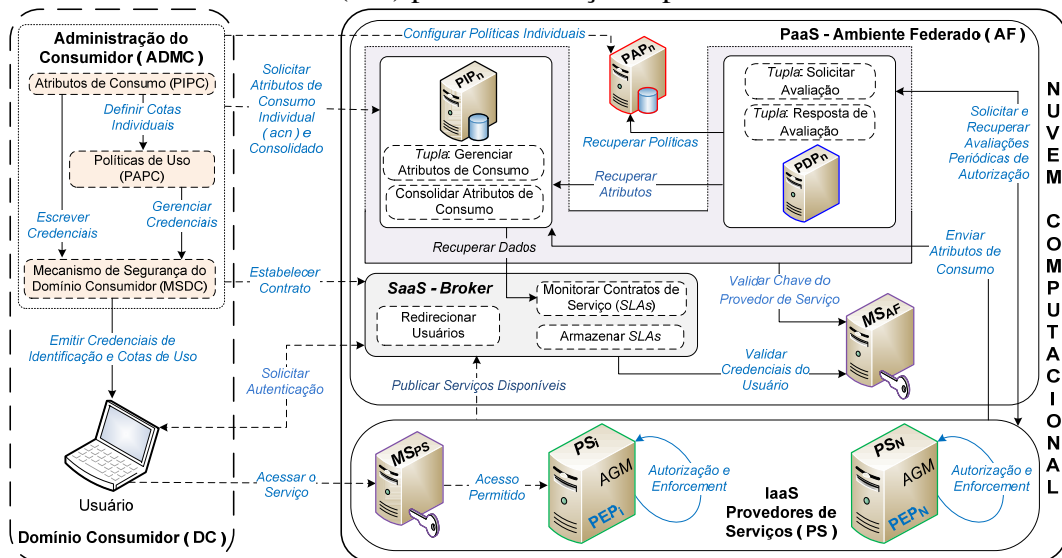 Administração do
Consumidor ( ADMC)
Atributos de Consumo (PIPC)
Definir Cotas
Individuais
Políticas de Uso
(PAPC)
Escrever
Credenciais
Gerenciar
Credenciais
Mecanismo de Segurança do
Domínio Consumidor (MSDC)
Emitir Credenciais de
Identificação e Cotas de Uso
Usuário
Domínio Consumidor ( DC )
Configurar Políticas Individuais
Solicitar
Atributos de
Consumo
Individual
( acn ) e
Consolidado
Estabelecer
Contrato
Solicitar
Autenticação
Acessar o
Serviço
PaaS - Ambiente Federado ( AF )
PIPn
Tupla: Gerenciar
Atributos de Consumo
Consolidar Atributos de
Consumo
PAPn
Recuperar Políticas
Recuperar
Atributos
Tupla: Solicitar
Avaliação
Tupla: Resposta de
Avaliação
PDPn
Solicitar e
Recuperar
Avaliações
Periódicas de
Autorização
Recuperar Dados
Enviar
Atributos de
Consumo
SaaS - Broker
Redirecionar
Usuários
Monitorar Contratos
de Serviço (SLAs)
Armazenar SLAs
Validar Chave do
Provedor de Serviço
MSAF
Validar
Credenciais do
Usuário
Publicar Serviços Disponíveis
MSPS
Acesso
Permitido
PSi
AGM
PEPi
Autorização e
Enforcement
IaaS
Provedores de
Serviços ( PS )
PSN
AGM
PEPN
Autorização e
Enforcement
NUVEM COMPUTACIONAL